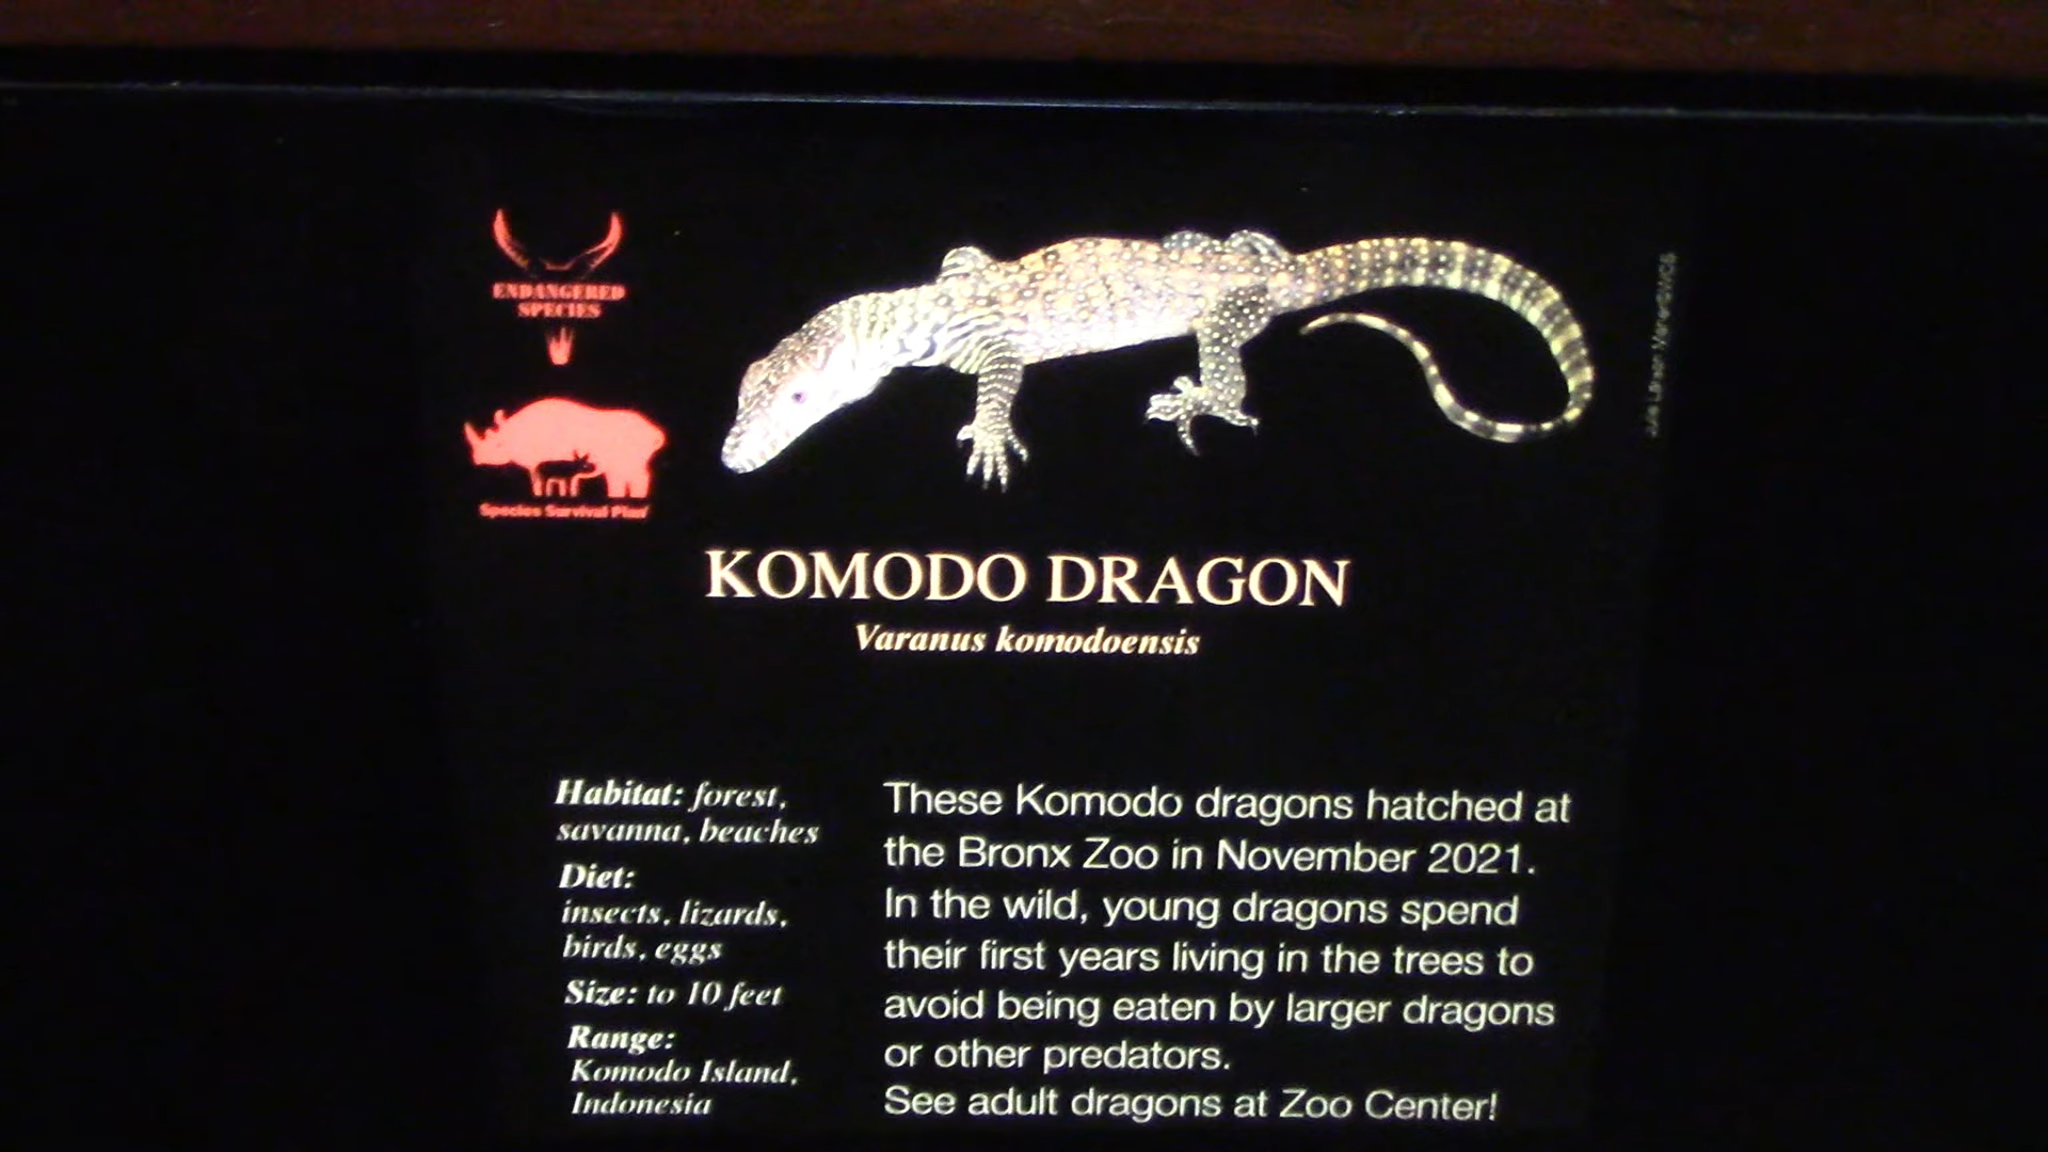 ENDANGERED
SPECIES
Species Survival Plan
KOMODO DRAGON
Varanus komodoensis
Habitat: forest,
savanna, beaches
Diet:
insects, lizards,
birds, eggs
Size: to 10 feet
Range:
Komodo Island,
Indonesia
These Komodo dragons hatched at
the Bronx Zoo in November 2021.
In the wild, young dragons spend
their first years living in the trees to
avoid being eaten by larger dragons
or other predators.
See adult dragons at Zoo Center!